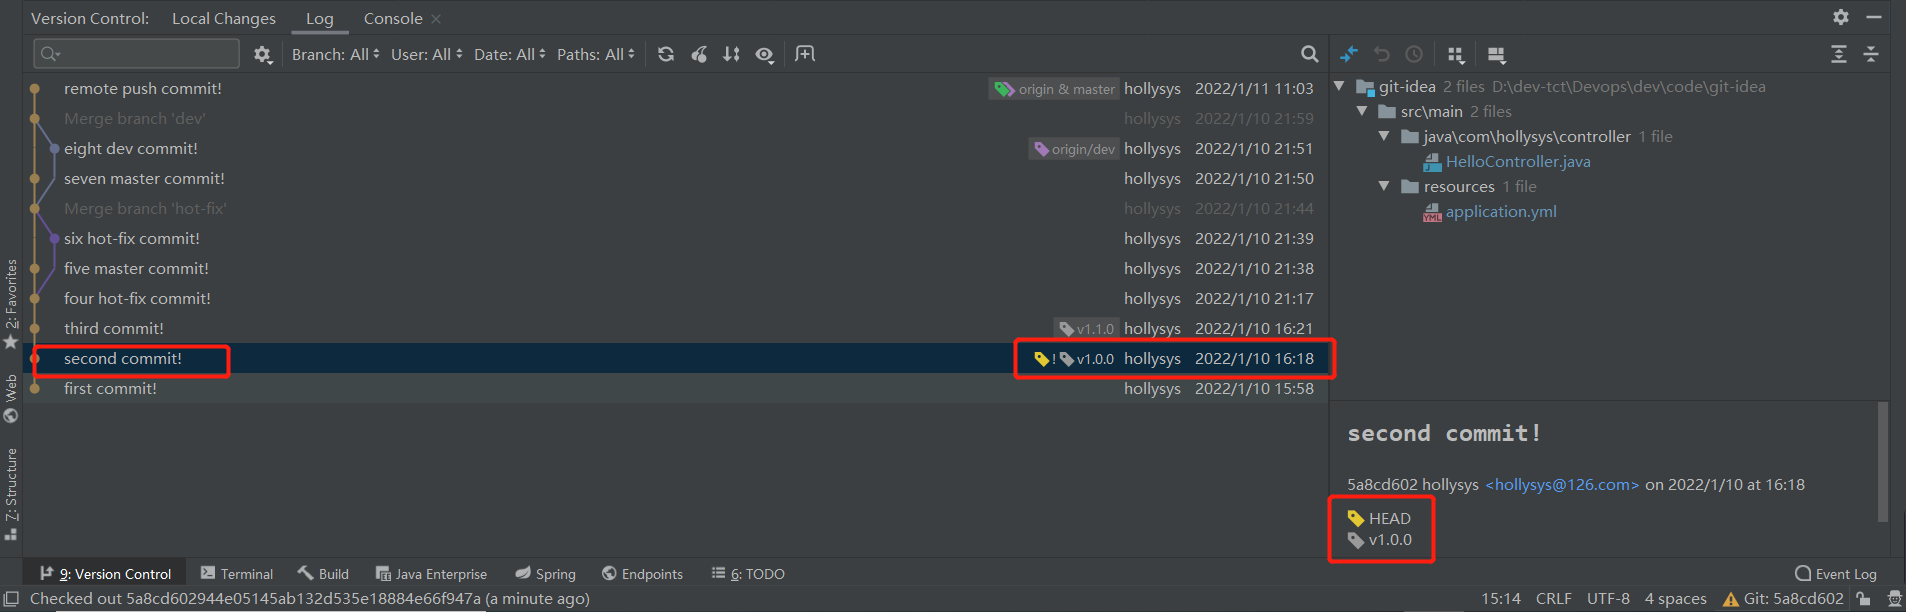 Version Control: Local Changes Log Console
Branch: All User: All Date: All Paths: All
remote push commit! origin & master hollysys 2022/1/11 11:03
Merge branch 'dev' hollysys 2022/1/10 21:59
eight dev commit! origin/dev hollysys 2022/1/10 21:51
seven master commit! hollysys 2022/1/10 21:50
Merge branch 'hot-fix' hollysys 2022/1/10 21:44
six hot-fix commit! hollysys 2022/1/10 21:39
five master commit! hollysys 2022/1/10 21:38
four hot-fix commit! hollysys 2022/1/10 21:17
third commit! v1.1.0 hollysys 2022/1/10 16:21
second commit! ! v1.0.0 hollysys 2022/1/10 16:18
first commit! hollysys 2022/1/10 15:58
git-idea 2 files D:\dev-tct\Devops\dev\code\git-idea
src\main 2 files
java\com\hollysys\controller 1 file
HelloController.java
resources 1 file
YML application.yml
second commit!
5a8cd602 hollysys <hollysys@126.com> on 2022/1/10 at 16:18
HEAD
v1.0.0
2: Favorites
Web
7: Structure
9: Version Control Terminal Build Java Enterprise Spring Endpoints 6: TODO Event Log
Checked out 5a8cd602944e05145ab132d535e18884e66f947a (a minute ago) 15:14 CRLF UTF-8 4 spaces Git: 5a8cd602